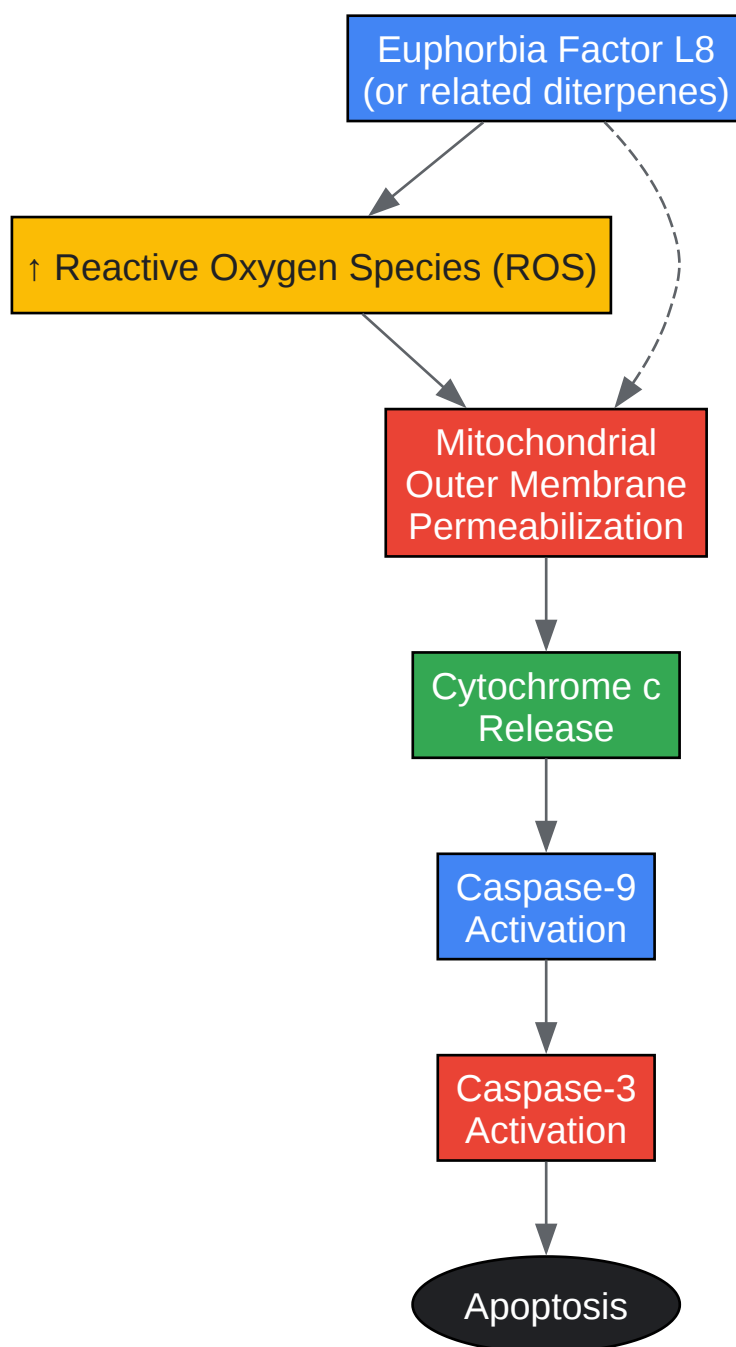 Euphorbia Factor L8
(or related diterpenes)
↑ Reactive Oxygen Species (ROS)
Mitochondrial
Outer Membrane
Permeabilization
Cytochrome c
Release
Caspase-9
Activation
Caspase-3
Activation
Apoptosis